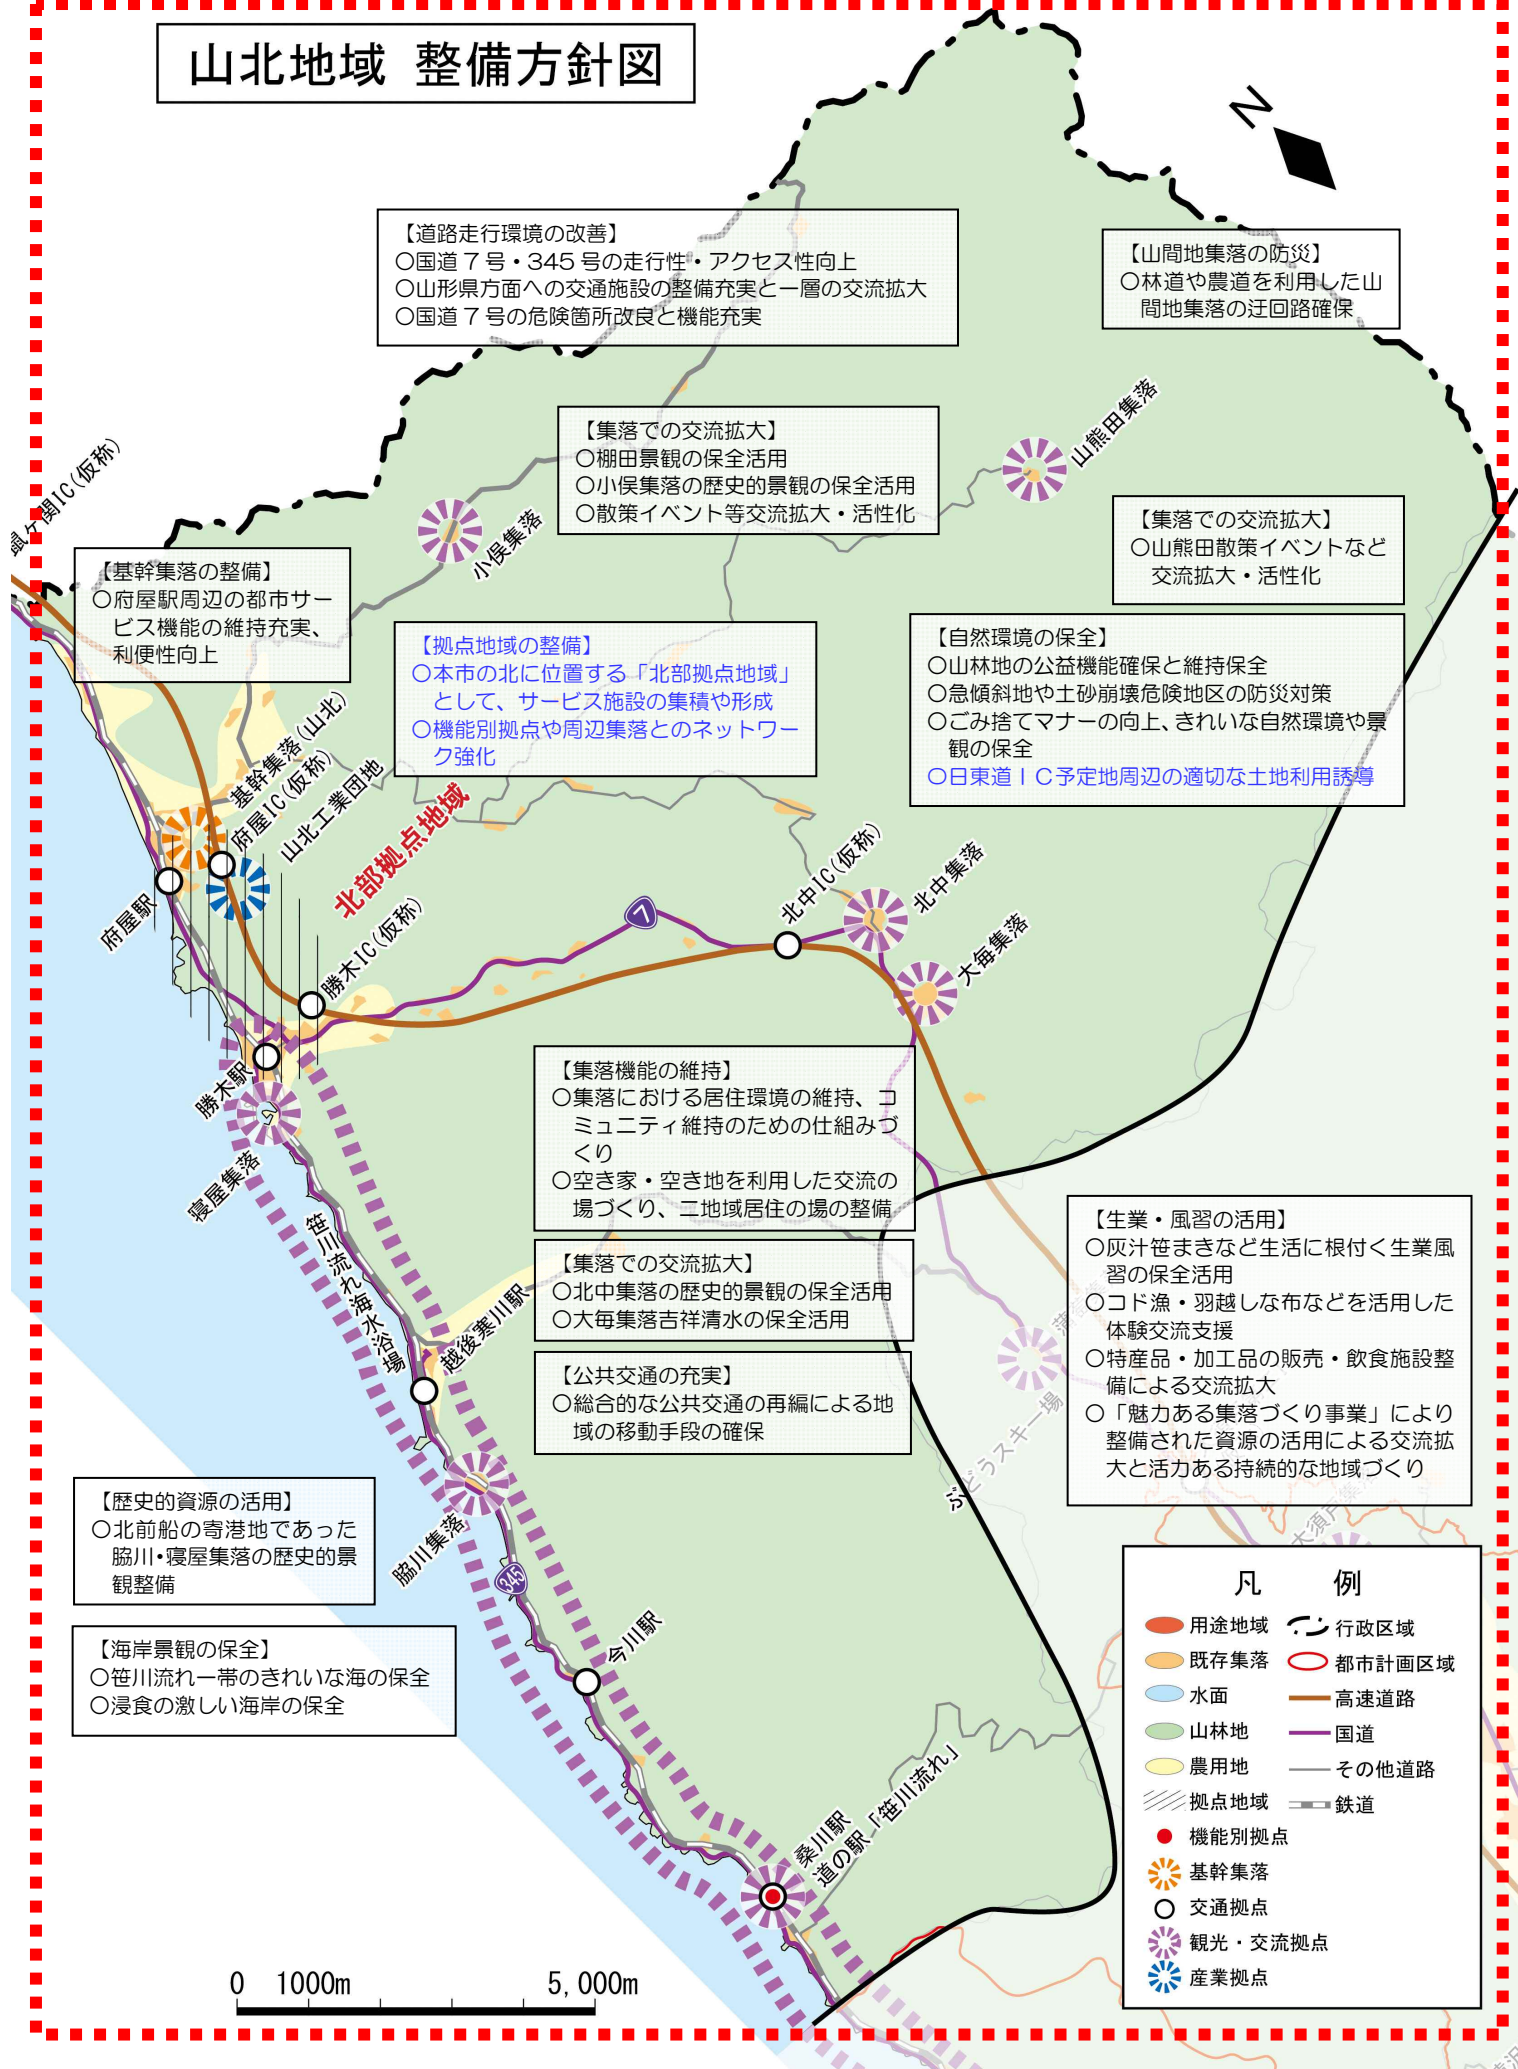 山北地域 整備方針図
N
【道路走行環境の改善】
〇国道７号・345号の走行性・アクセス性向上
〇山形県方面への交通施設の整備充実と一層の交流拡大
〇国道７号の危険箇所改良と機能充実
【山間地集落の防災】
〇林道や農道を利用した山
間地集落の迂回路確保
【集落での交流拡大】
〇棚田景観の保全活用
〇小俣集落の歴史的景観の保全活用
〇散策イベント等交流拡大・活性化
山熊田集落
鼠ヶ関IC(仮称)
小俣集落
【集落での交流拡大】
〇山熊田散策イベントなど
交流拡大・活性化
【基幹集落の整備】
〇府屋駅周辺の都市サー
ビス機能の維持充実、
利便性向上
【拠点地域の整備】
〇本市の北に位置する「北部拠点地域」
として、サービス施設の集積や形成
〇機能別拠点や周辺集落とのネットワー
ク強化
【自然環境の保全】
〇山林地の公益機能確保と維持保全
〇急傾斜地や土砂崩壊危険地区の防災対策
〇ごみ捨てマナーの向上、きれいな自然環境や景
観の保全
〇日東道ＩＣ予定地周辺の適切な土地利用誘導
基幹集落(山北)
府屋IC(仮称)
山北工業団地
北部拠点地域
府屋駅
勝木IC(仮称)
7
北中IC(仮称)
北中集落
大毎集落
勝木駅
寝屋集落
【集落機能の維持】
〇集落における居住環境の維持、コ
ミュニティ維持のための仕組みづ
くり
〇空き家・空き地を利用した交流の
場づくり、二地域居住の場の整備
笹川流れ海水浴場
越後寒川駅
【集落での交流拡大】
〇北中集落の歴史的景観の保全活用
〇大毎集落吉祥清水の保全活用
【公共交通の充実】
〇総合的な公共交通の再編による地
域の移動手段の確保
【生業・風習の活用】
〇灰汁笹まきなど生活に根付く生業風
習の保全活用
〇コド漁・羽越しな布などを活用した
体験交流支援
〇特産品・加工品の販売・飲食施設整
備による交流拡大
〇「魅力ある集落づくり事業」により
整備された資源の活用による交流拡
大と活力ある持続的な地域づくり
ぶどうスキー場
大須戸
【歴史的資源の活用】
〇北前船の寄港地であった
脇川・寝屋集落の歴史的景
観整備
脇川集落
345
今川駅
【海岸景観の保全】
〇笹川流れ一帯のきれいな海の保全
〇浸食の激しい海岸の保全
桑川駅
道の駅「笹川流れ」
凡 例
用途地域
行政区域
既存集落
都市計画区域
水面
高速道路
山林地
国道
農用地
その他道路
拠点地域
鉄道
機能別拠点
基幹集落
交通拠点
観光・交流拠点
産業拠点
0 1000m 5,000m